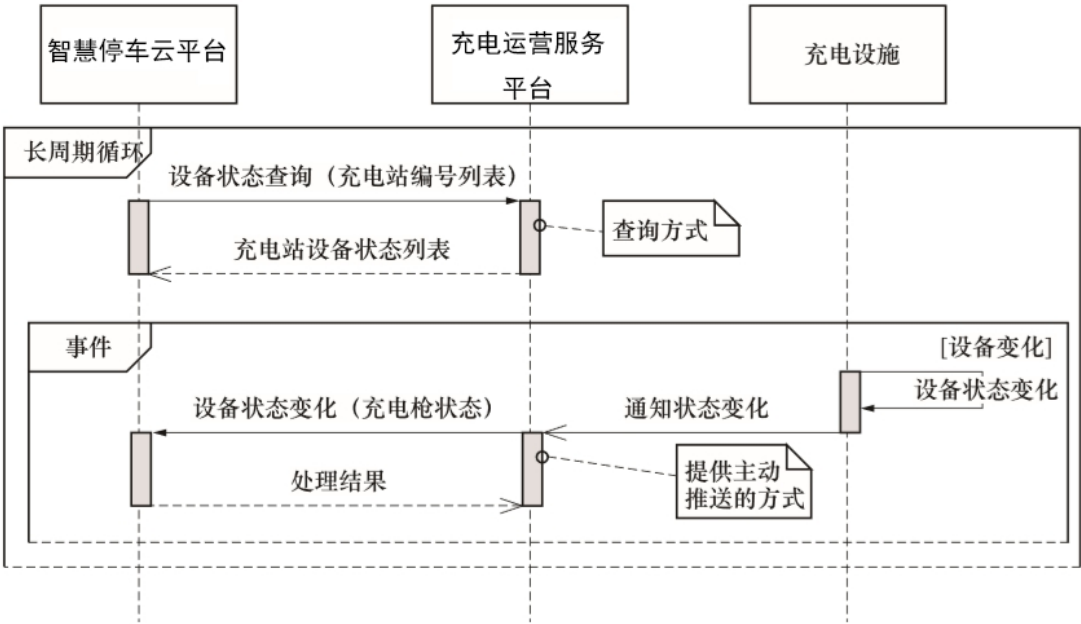 智慧停车云平台
充电运营服务
平台
充电设施
长周期循环
设备状态查询（充电站编号列表）
查询方式
充电站设备状态列表
事件
[设备变化]
设备状态变化
设备状态变化（充电枪状态）
通知状态变化
提供主动
推送的方式
处理结果